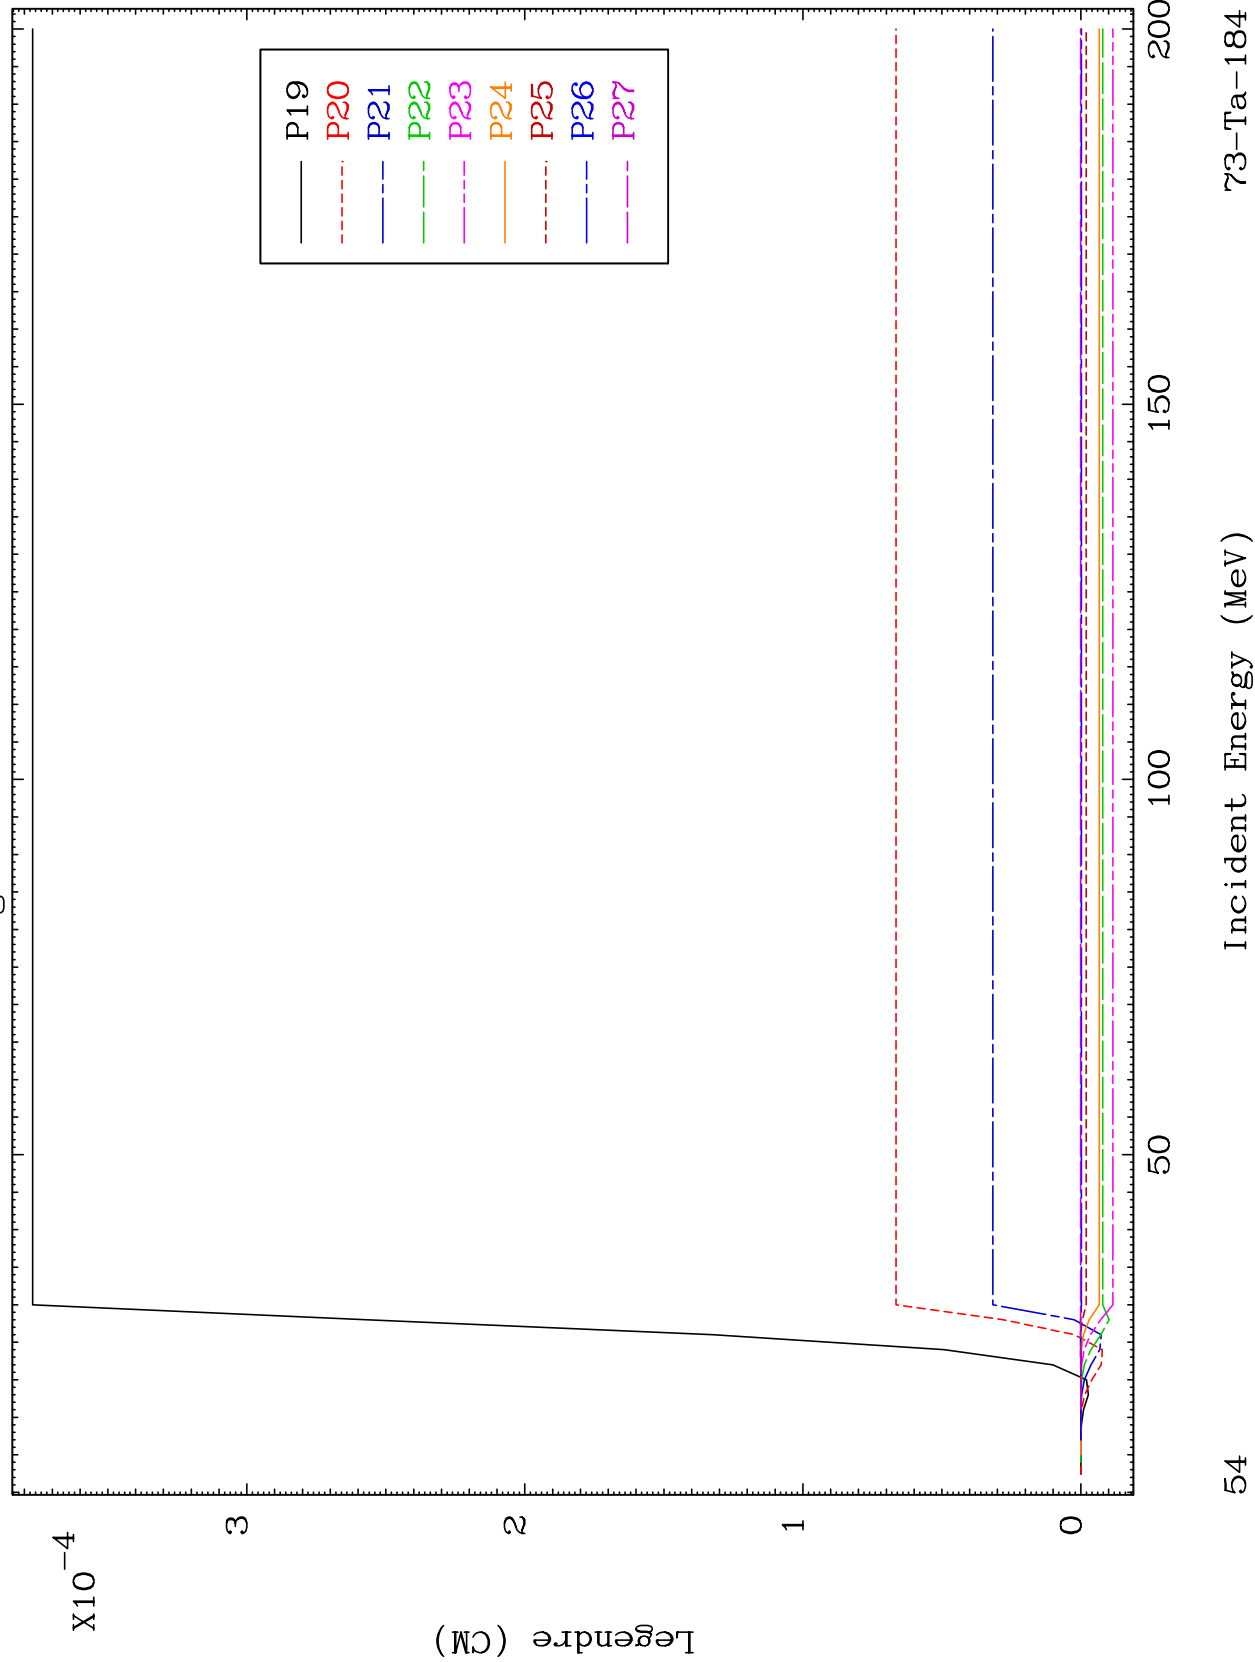 X10⁻⁴
3
2
1
0
Legendre (CM)
P19
P20
P21
P22
P23
P24
P25
P26
P27
50
100
150
200
Incident Energy (MeV)
54
73-Ta-184